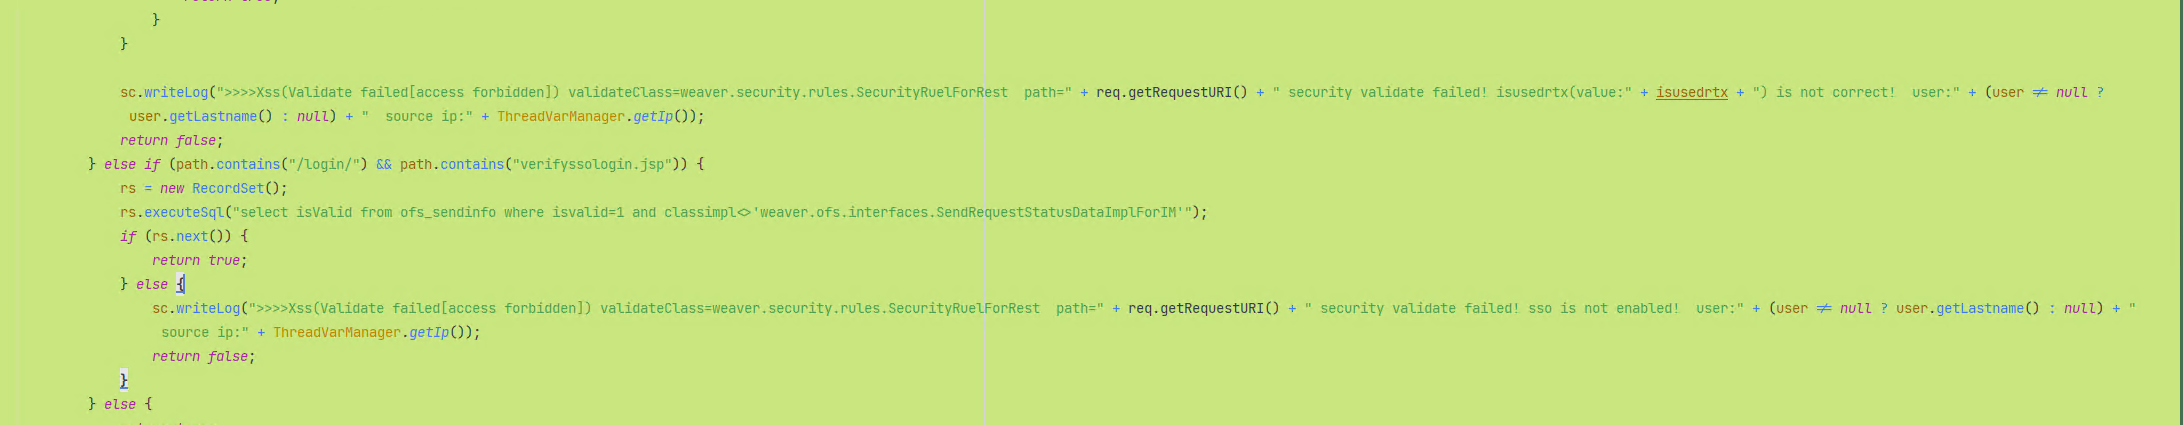 }
}
sc.writeLog(">>>>Xss(Validate failed[access forbidden]) validateClass=weaver.security.rules.SecurityRuelForRest  path=" + req.getRequestURI() + " security validate failed! isusedrtx(value:" + isusedrtx + ") is not correct!  user:" + (user ≠ null ?
user.getLastname() : null) + "  source ip:" + ThreadVarManager.getIp());
return false;
} else if (path.contains("/login/") && path.contains("verifyssologin.jsp")) {
rs = new RecordSet();
rs.executeSql("select isValid from ofs_sendinfo where isvalid=1 and classimpl<>'weaver.ofs.interfaces.SendRequestStatusDataImplForIM'");
if (rs.next()) {
return true;
} else {
sc.writeLog(">>>>Xss(Validate failed[access forbidden]) validateClass=weaver.security.rules.SecurityRuelForRest  path=" + req.getRequestURI() + " security validate failed! sso is not enabled!  user:" + (user ≠ null ? user.getLastname() : null) + "
source ip:" + ThreadVarManager.getIp());
return false;
}
} else {